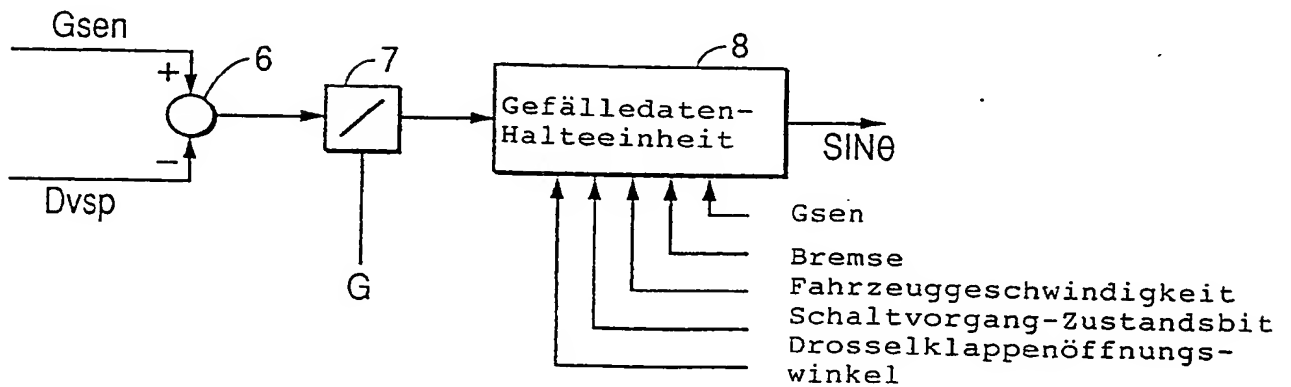 Gsen
+
6
7
8
Gefälledaten-
Halteeinheit
SINθ
−
Dvsp
G
Gsen
Bremse
Fahrzeuggeschwindigkeit
Schaltvorgang-Zustandsbit
Drosselklappenöffnungs-
winkel